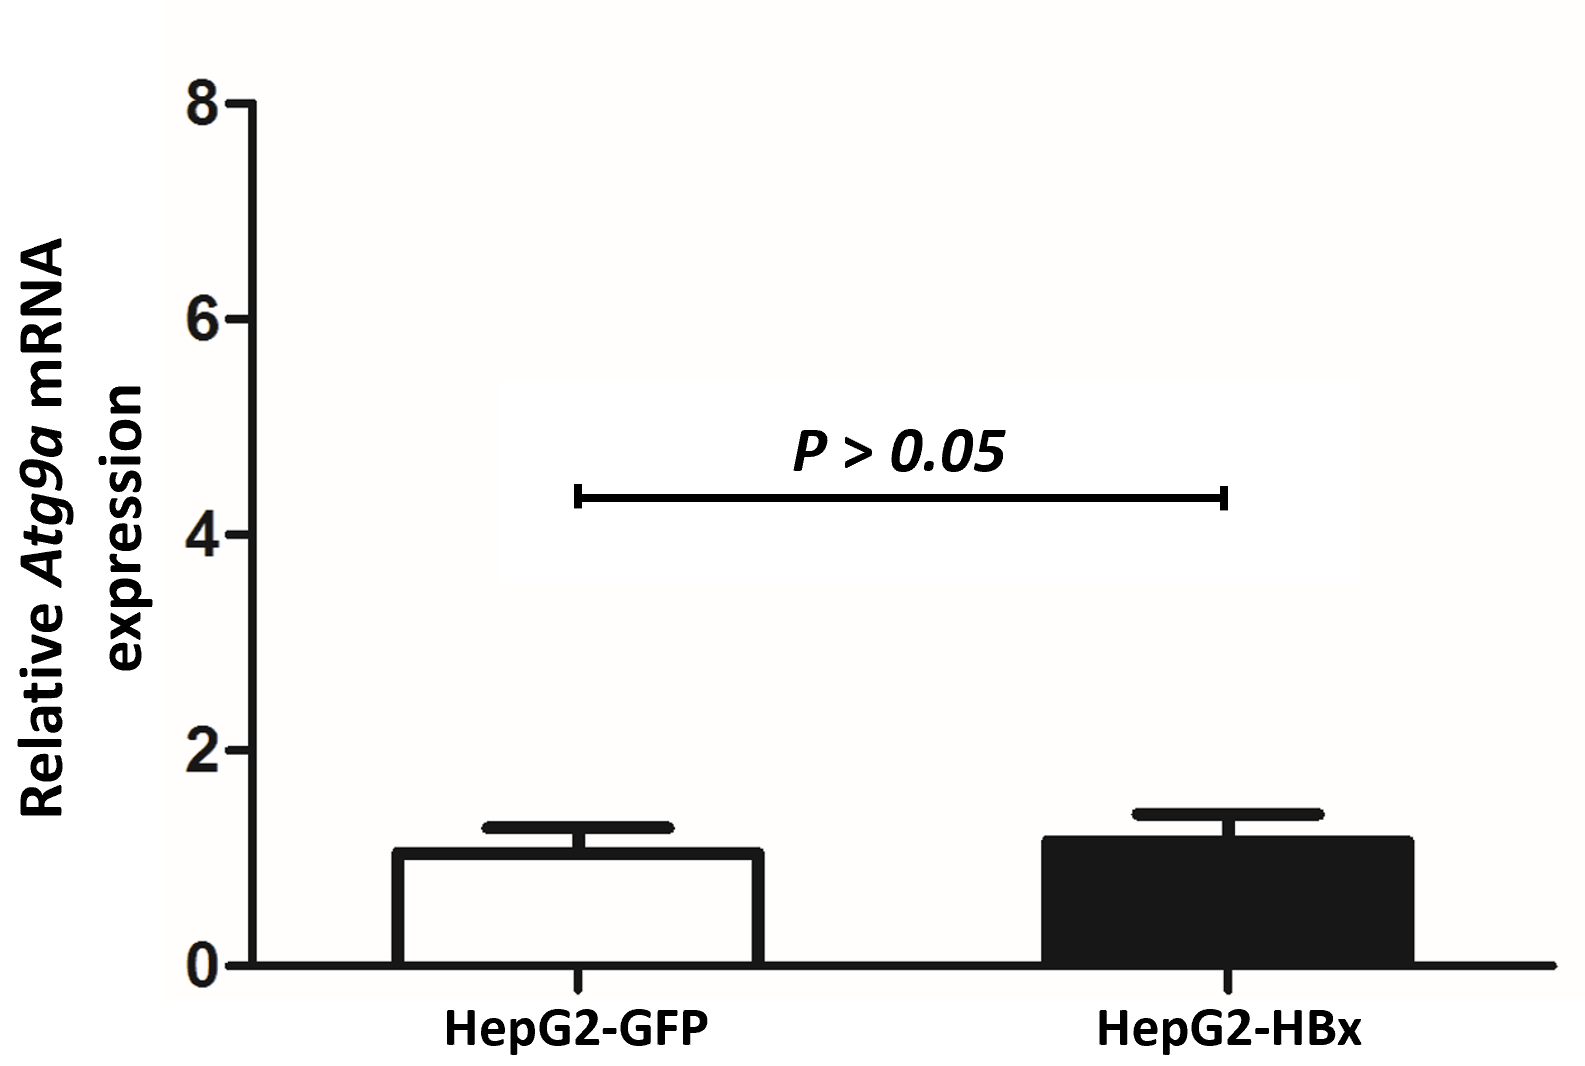 Relative Atg9a mRNA
expression
8
6
4
2
0
P > 0.05
HepG2-GFP
HepG2-HBx